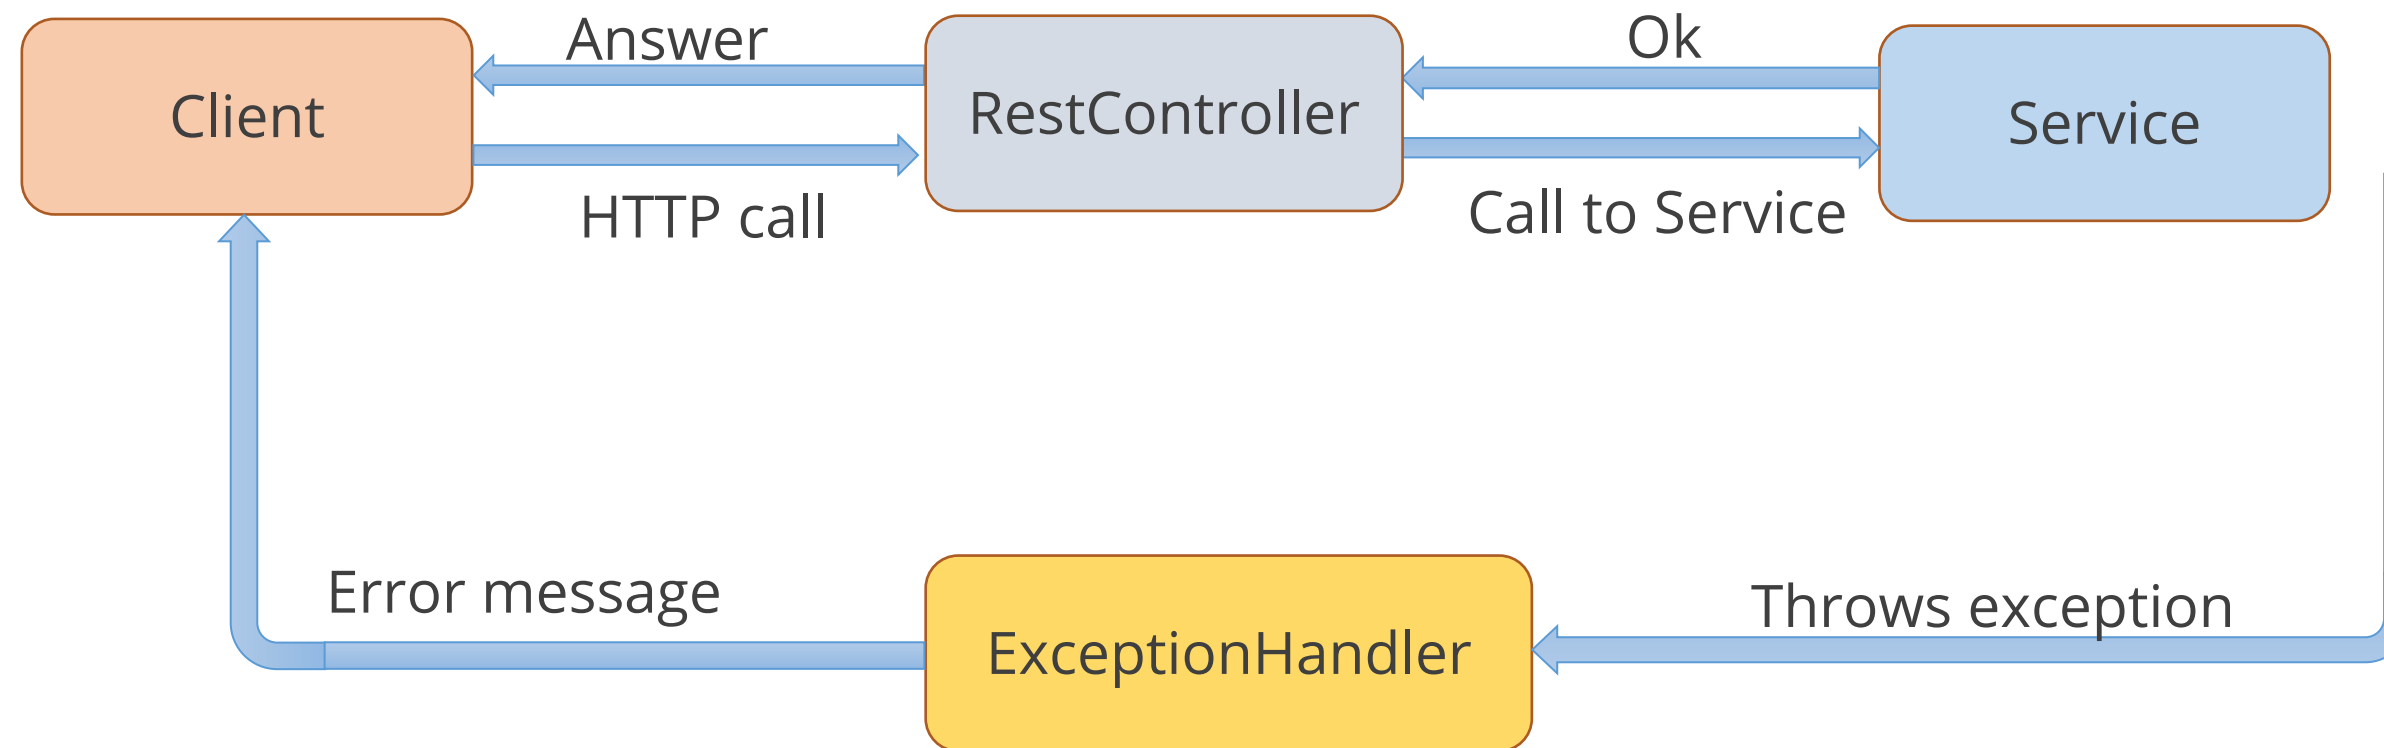 Answer
Ok
Client
RestController
Service
HTTP call
Call to Service
Error message
Throws exception
ExceptionHandler